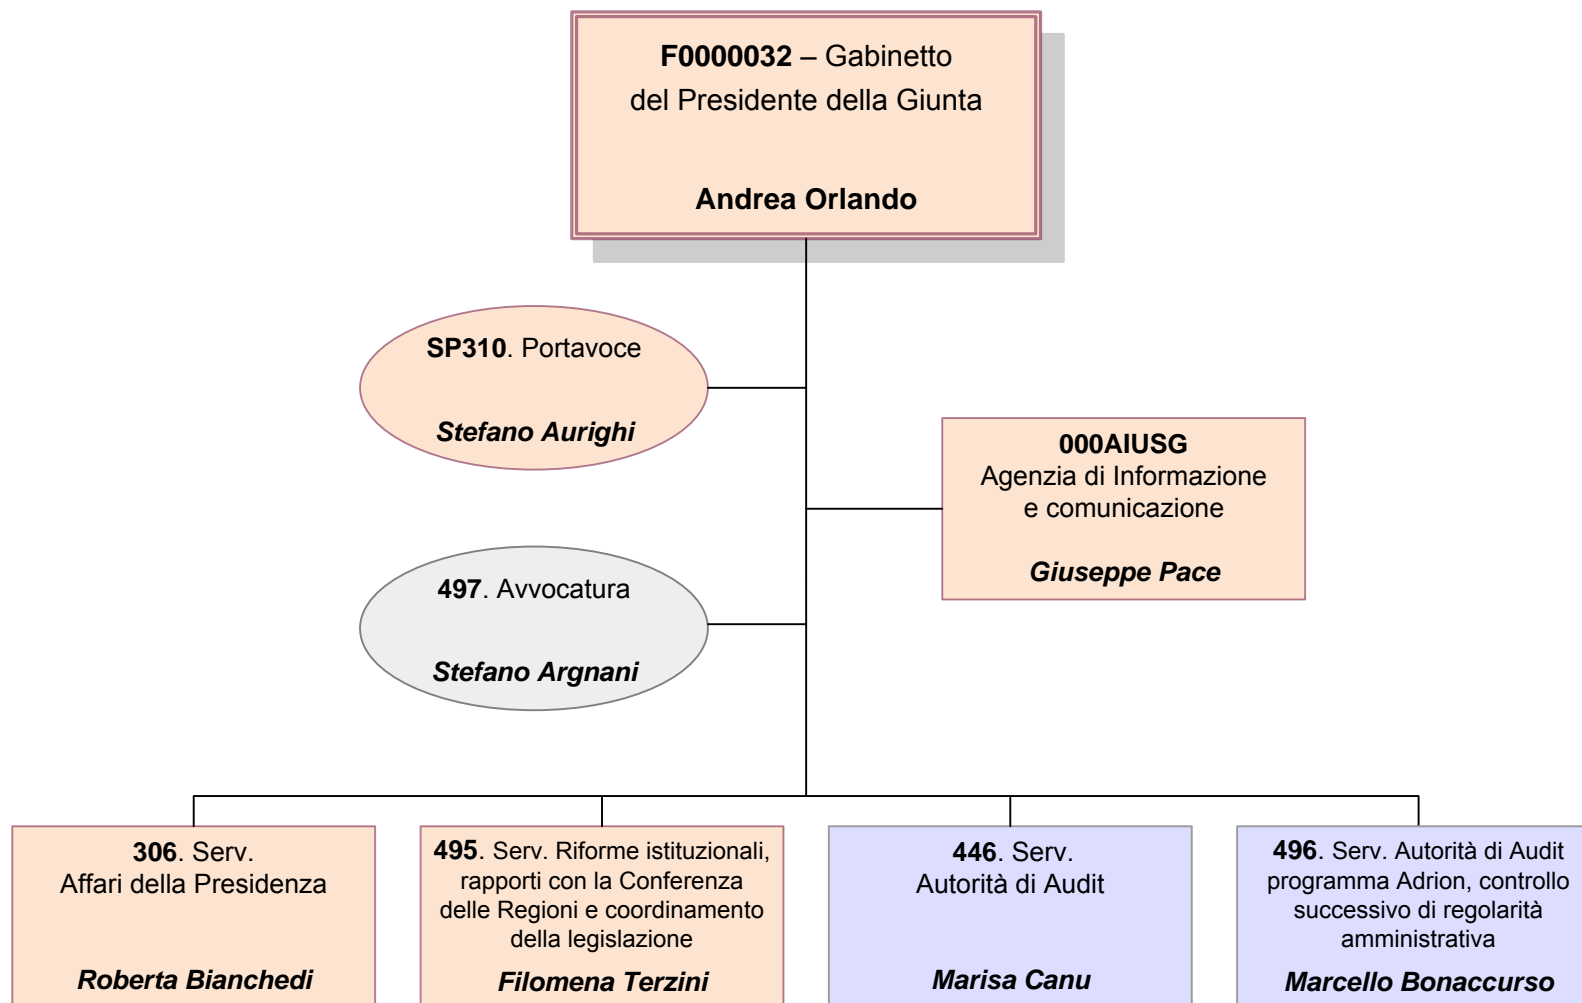 F0000032 – Gabinetto
del Presidente della Giunta
Andrea Orlando
SP310. Portavoce
Stefano Aurighi
000AIUSG
Agenzia di Informazione
e comunicazione
Giuseppe Pace
497. Avvocatura
Stefano Argnani
306. Serv.
Affari della Presidenza
Roberta Bianchedi
495. Serv. Riforme istituzionali,
rapporti con la Conferenza
delle Regioni e coordinamento
della legislazione
Filomena Terzini
446. Serv.
Autorità di Audit
Marisa Canu
496. Serv. Autorità di Audit
programma Adrion, controllo
successivo di regolarità
amministrativa
Marcello Bonaccurso